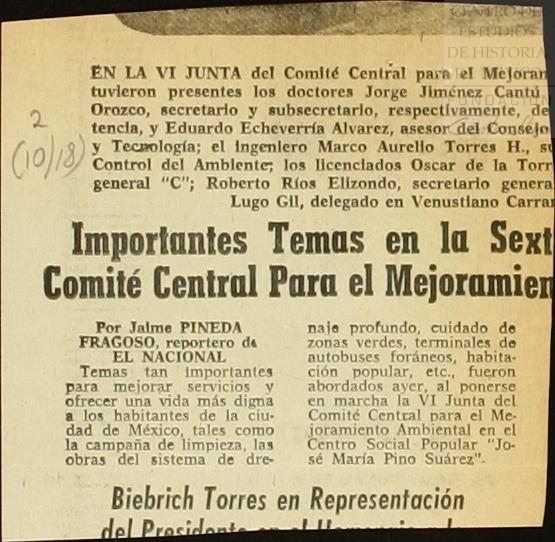 CENTRO DE
ESTUDIOS
DE HISTORIA
EN LA VI JUNTA del Comité Central para el Mejoran
tuvieron presentes los doctores Jorge Jiménez Cantú
Orozco, secretario y subsecretario, respectivamente, de
tencia, y Eduardo Echeverría Alvarez, asesor del Consejo
y Tecnología; el ingeniero Marco Aurelio Torres H., su
Control del Ambiente; los licenciados Oscar de la Torr
general "C"; Roberto Ríos Elizondo, secretario genera
Lugo Gil, delegado en Venustiano Carran
2
(10/18)
Importantes Temas en la Sext
Comité Central Para el Mejoramien
Por Jaime PINEDA
FRAGOSO, reportero de
EL NACIONAL
Temas tan importantes
para mejorar servicios y
ofrecer una vida más digna
a los habitantes de la ciu-
dad de México, tales como
la campaña de limpieza, las
obras del sistema de dre-
naje profundo, cuidado de
zonas verdes, terminales de
autobuses foráneos, habita-
ción popular, etc., fueron
abordados ayer, al ponerse
en marcha la VI Junta del
Comité Central para el Me-
joramiento Ambiental en el
Centro Social Popular "Jo-
sé María Pino Suárez".
Biebrich Torres en Representación
del Presidente en el